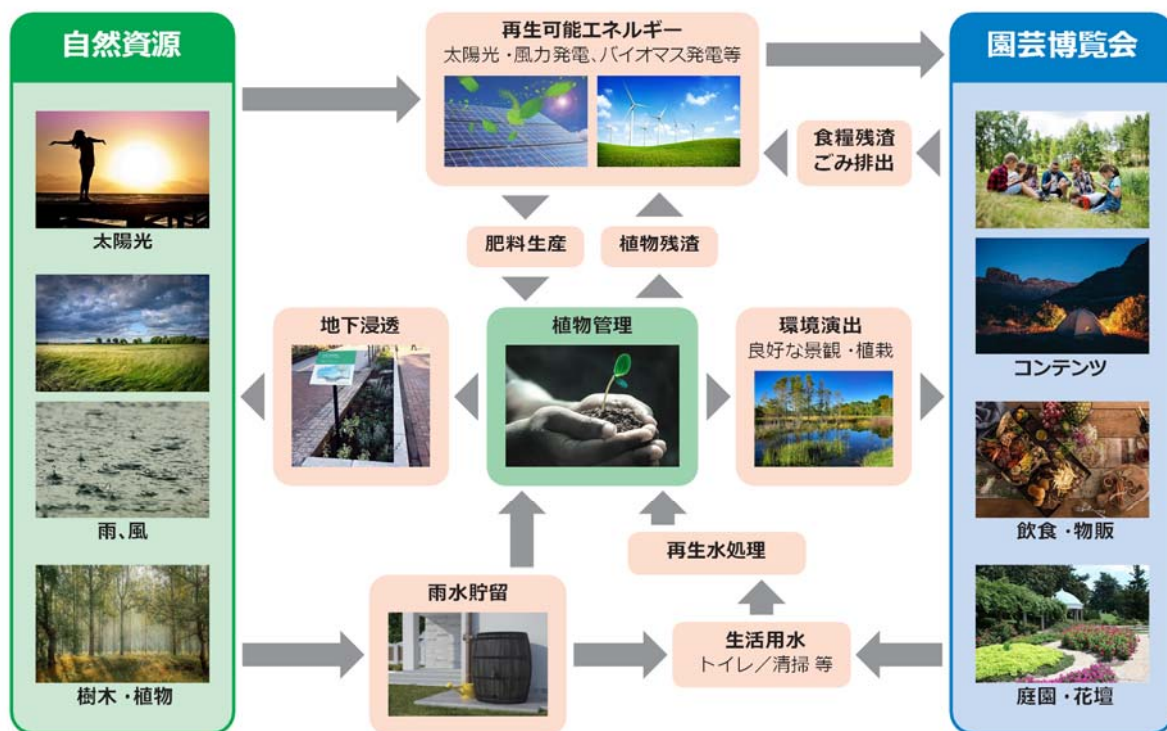 自然資源
太陽光
雨、風
樹木・植物
再生可能エネルギー
太陽光・風力発電、バイオマス発電等
食糧残渣
ごみ排出
肥料生産
植物残渣
地下浸透
植物管理
環境演出
良好な景観・植栽
再生水処理
雨水貯留
生活用水
トイレ／清掃 等
園芸博覧会
コンテンツ
飲食・物販
庭園・花壇